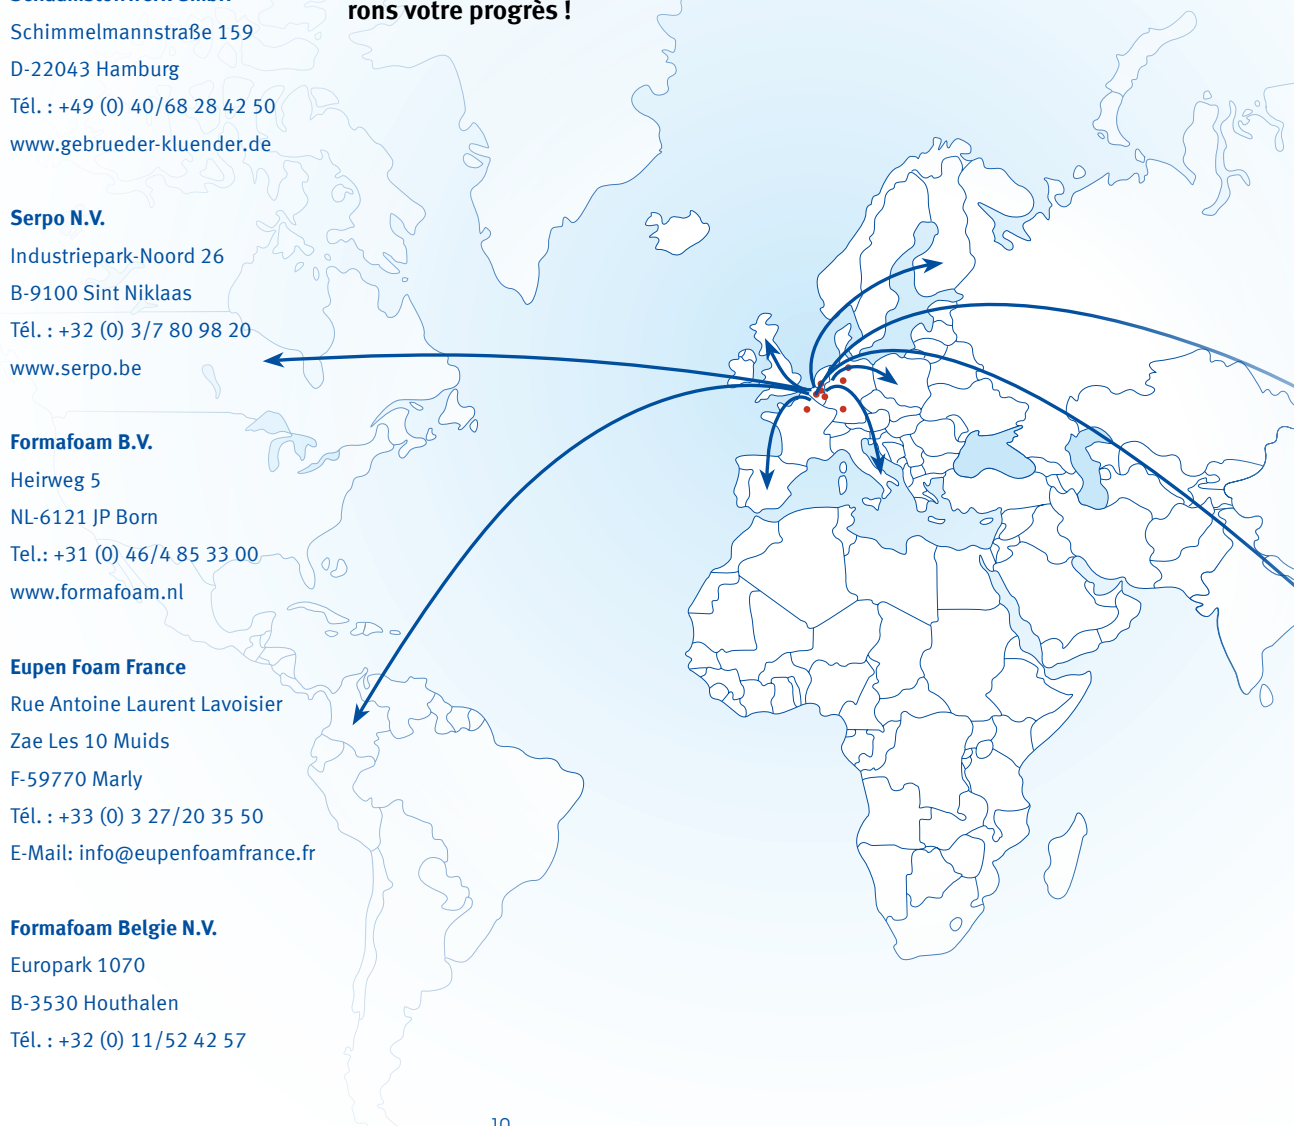 rons votre progrès !
Schimmelmannstraße 159
D-22043 Hamburg
Tél. : +49 (0) 40/68 28 42 50
www.gebrueder-kluender.de
Serpo N.V.
Industriepark-Noord 26
B-9100 Sint Niklaas
Tél. : +32 (0) 3/7 80 98 20
www.serpo.be
Formafoam B.V.
Heirweg 5
NL-6121 JP Born
Tel.: +31 (0) 46/4 85 33 00
www.formafoam.nl
Eupen Foam France
Rue Antoine Laurent Lavoisier
Zae Les 10 Muids
F-59770 Marly
Tél. : +33 (0) 3 27/20 35 50
E-Mail: info@eupenfoamfrance.fr
Formafoam Belgie N.V.
Europark 1070
B-3530 Houthalen
Tél. : +32 (0) 11/52 42 57
10